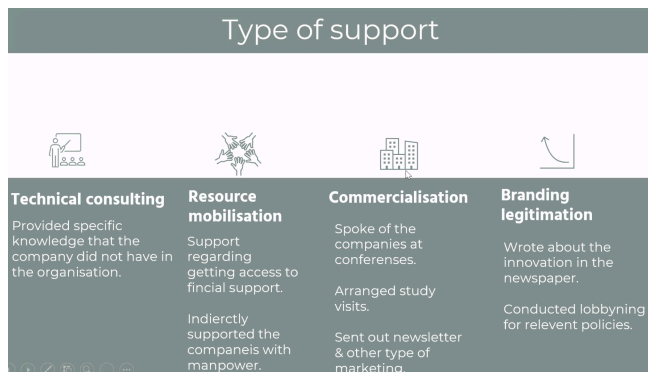 Type of support
Technical consulting
Provided specific
knowledge that the
company did not have in
the organisation.
Resource
mobilisation
Support
regarding
getting access to
fincial support.
Indierctly
supported the
companeis with
manpower.
Commercialisation
Spoke of the
companies at
conferenses.
Arranged study
visits.
Sent out newsletter
& other type of
marketing.
Branding
legitimation
Wrote about the
innovation in the
newspaper.
Conducted lobbyning
for relevent policies.